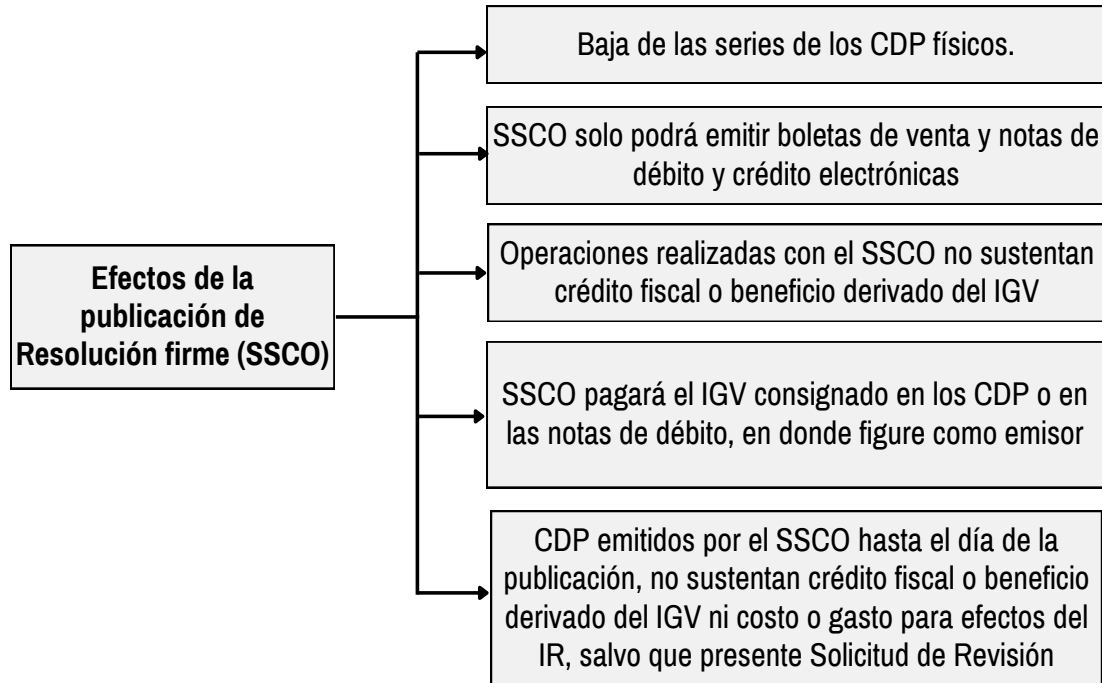 Efectos de la
publicación de
Resolución firme (SSCO)
Baja de las series de los CDP físicos.
SSCO solo podrá emitir boletas de venta y notas de
débito y crédito electrónicas
Operaciones realizadas con el SSCO no sustentan
crédito fiscal o beneficio derivado del IGV
SSCO pagará el IGV consignado en los CDP o en
las notas de débito, en donde figure como emisor
CDP emitidos por el SSCO hasta el día de la
publicación, no sustentan crédito fiscal o beneficio
derivado del IGV ni costo o gasto para efectos del
IR, salvo que presente Solicitud de Revisión